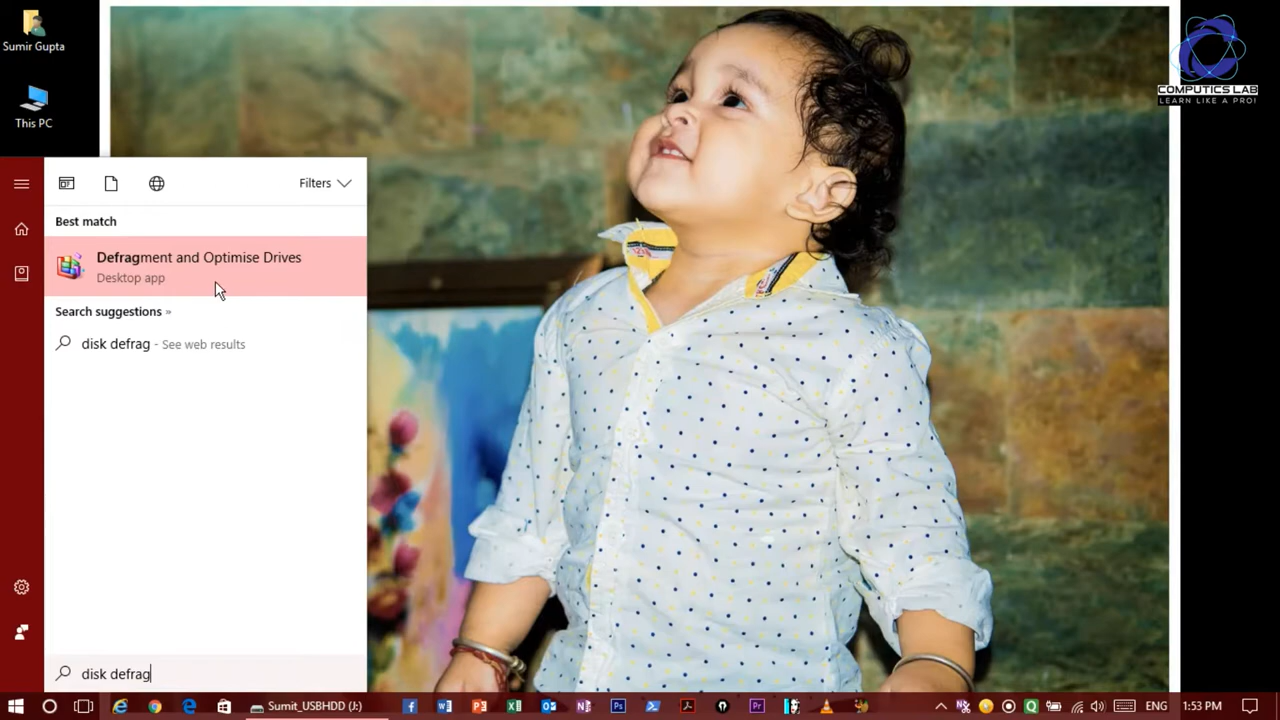 Sumir Gupta
This PC
COMPUTICS LAB
LEARN LIKE A PRO!
Filters
Best match
Defragment and Optimise Drives
Desktop app
Search suggestions »
disk defrag - See web results
disk defrag
Sumit_USBHDD (J:)
ENG
1:53 PM